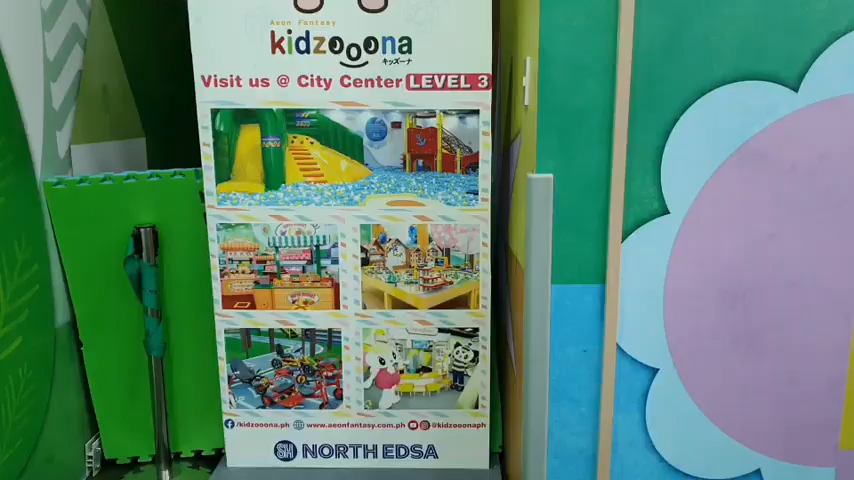 Aeon Fantasy
kidzooona
キッズーナ
Visit us @ City Center LEVEL 3
/kidzooona.ph www.aeonfantasy.com.ph @kidzooonaph
SM NORTH EDSA